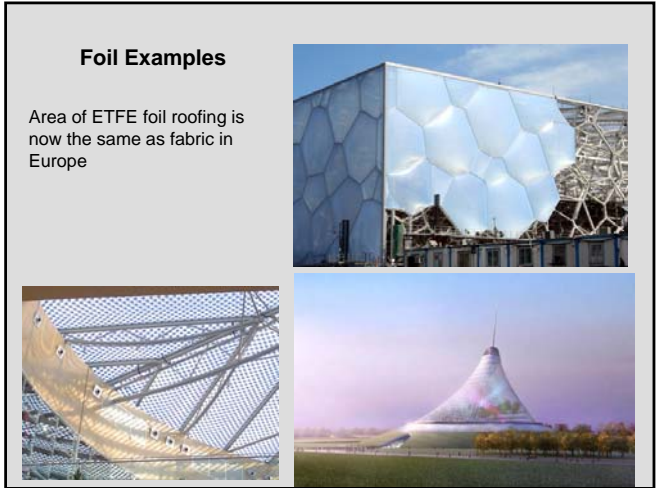 Foil Examples
Area of ETFE foil roofing is
now the same as fabric in
Europe